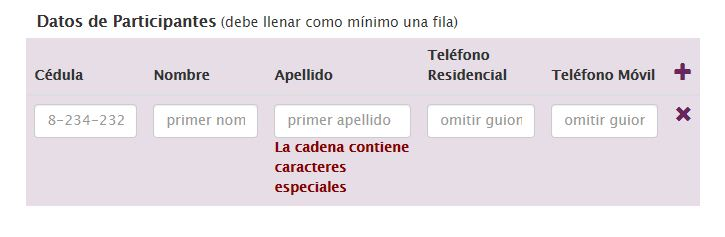 Datos de Participantes (debe llenar como mínimo una fila)
Cédula Nombre Apellido Teléfono Residencial Teléfono Móvil
8-234-232 primer nom primer apellido omitir guion omitir guior
La cadena contiene
caracteres
especiales